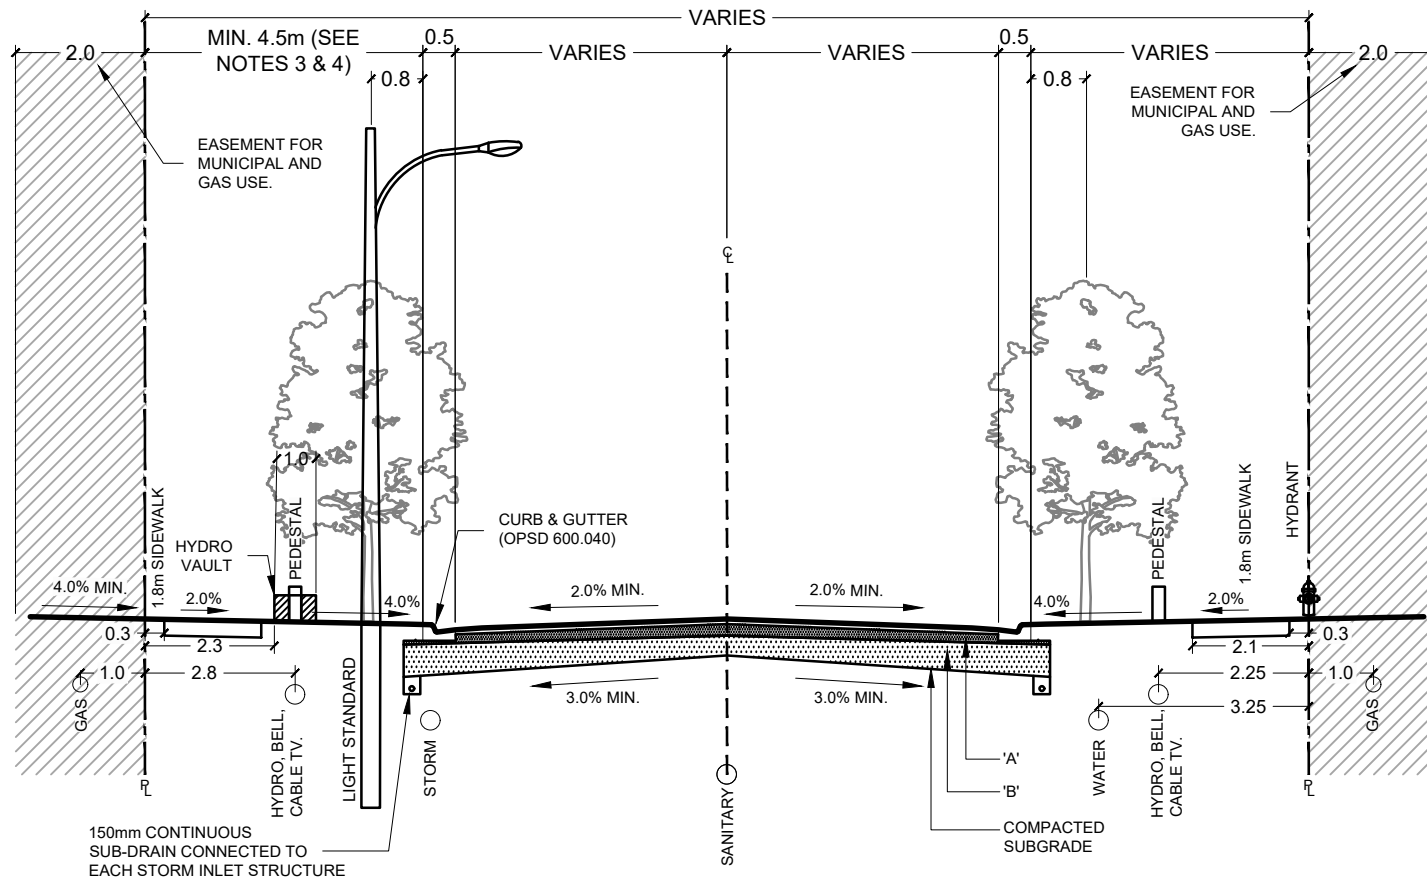 VARIES
2.0
MIN. 4.5m (SEE
NOTES 3 & 4)
0.5
VARIES
VARIES
0.5
VARIES
2.0
0.8
0.8
EASEMENT FOR
MUNICIPAL AND
GAS USE.
EASEMENT FOR
MUNICIPAL AND
GAS USE.
CL
1.0
1.8m SIDEWALK
PEDESTAL
HYDRO
VAULT
CURB & GUTTER
(OPSD 600.040)
PEDESTAL
1.8m SIDEWALK
HYDRANT
4.0% MIN.
2.0%
4.0%
2.0% MIN.
2.0% MIN.
4.0%
2.0%
0.3
2.3
0.3
2.1
1.0
2.8
3.0% MIN.
3.0% MIN.
2.25
1.0
3.25
GAS
HYDRO, BELL,
CABLE TV.
LIGHT STANDARD
STORM
SANITARY
'A'
'B'
COMPACTED
SUBGRADE
WATER
HYDRO, BELL,
CABLE TV.
GAS
PL
PL
150mm CONTINUOUS
SUB-DRAIN CONNECTED TO
EACH STORM INLET STRUCTURE